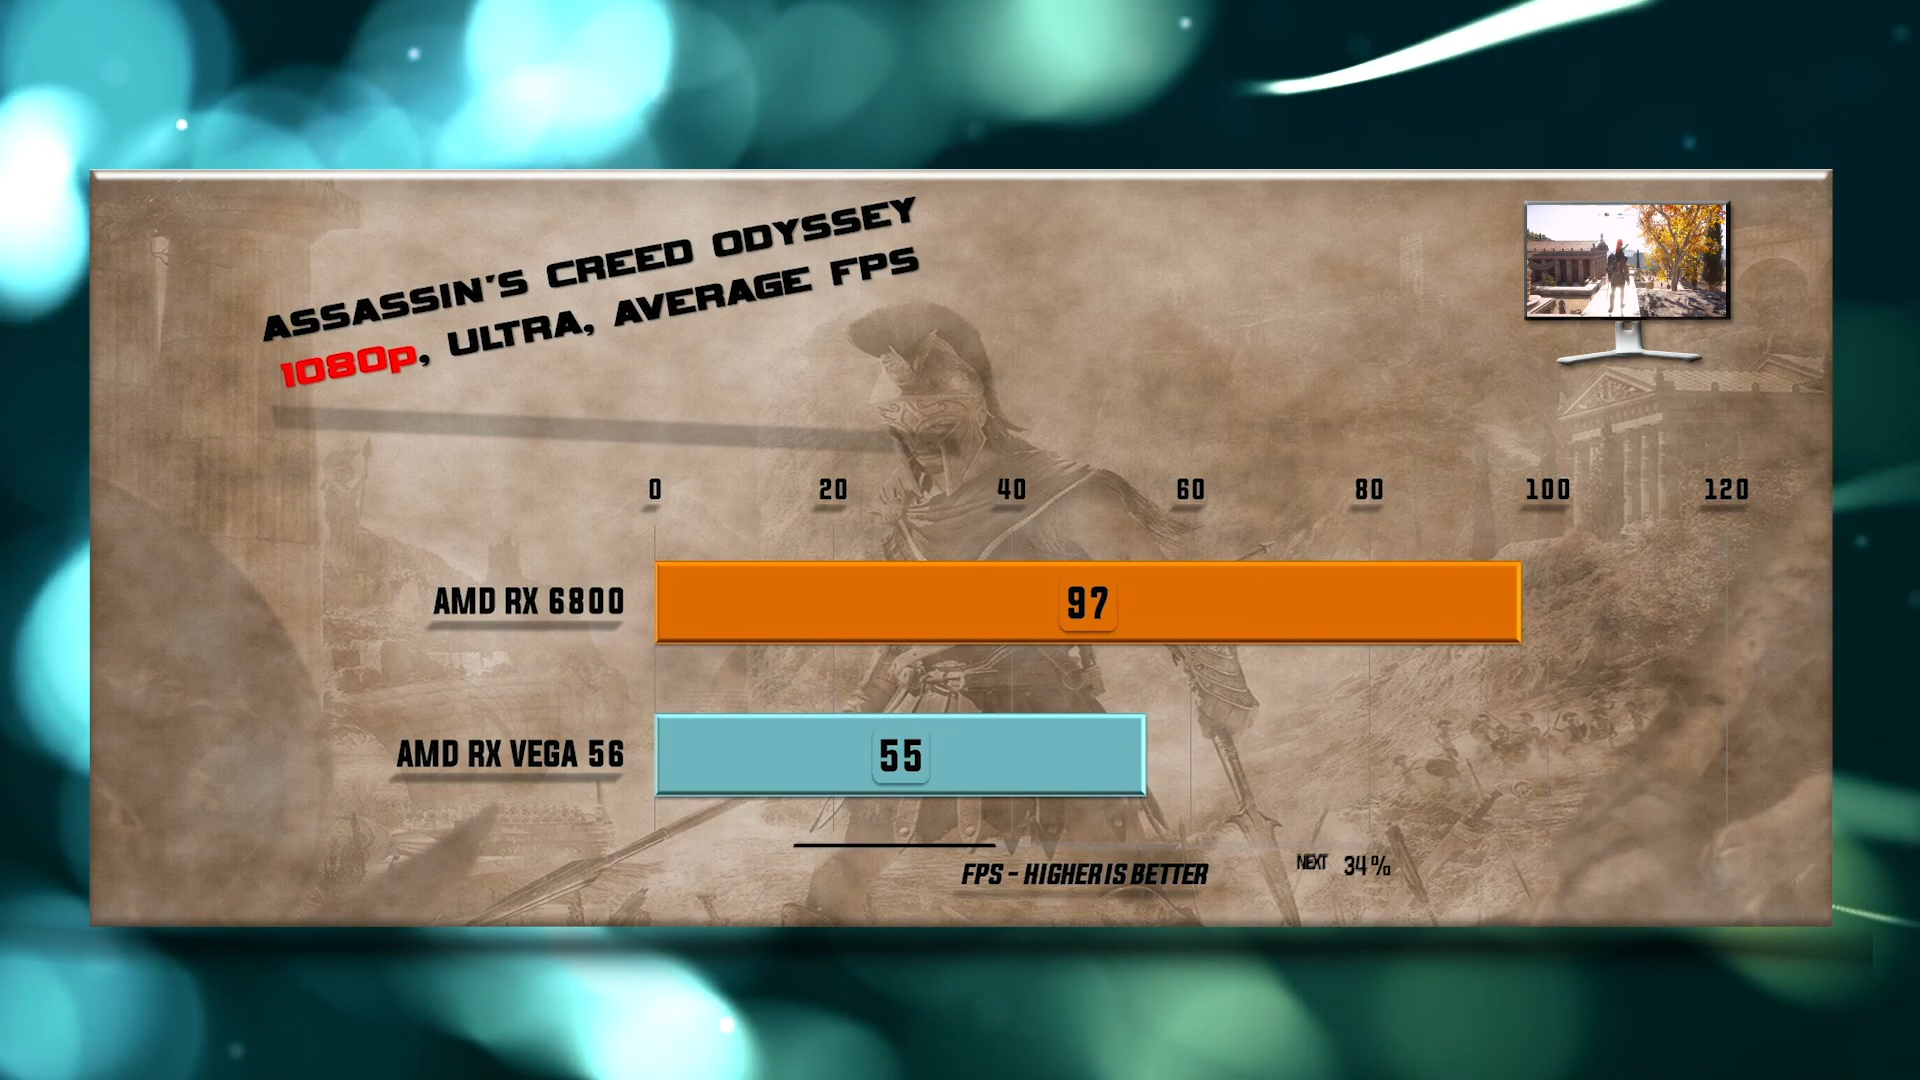 ASSASSIN'S CREED ODYSSEY
1080p, ULTRA, AVERAGE FPS
0 20 40 60 80 100 120
AMD RX 6800 97
AMD RX VEGA 56 55
FPS - HIGHER IS BETTER
NEXT 34%